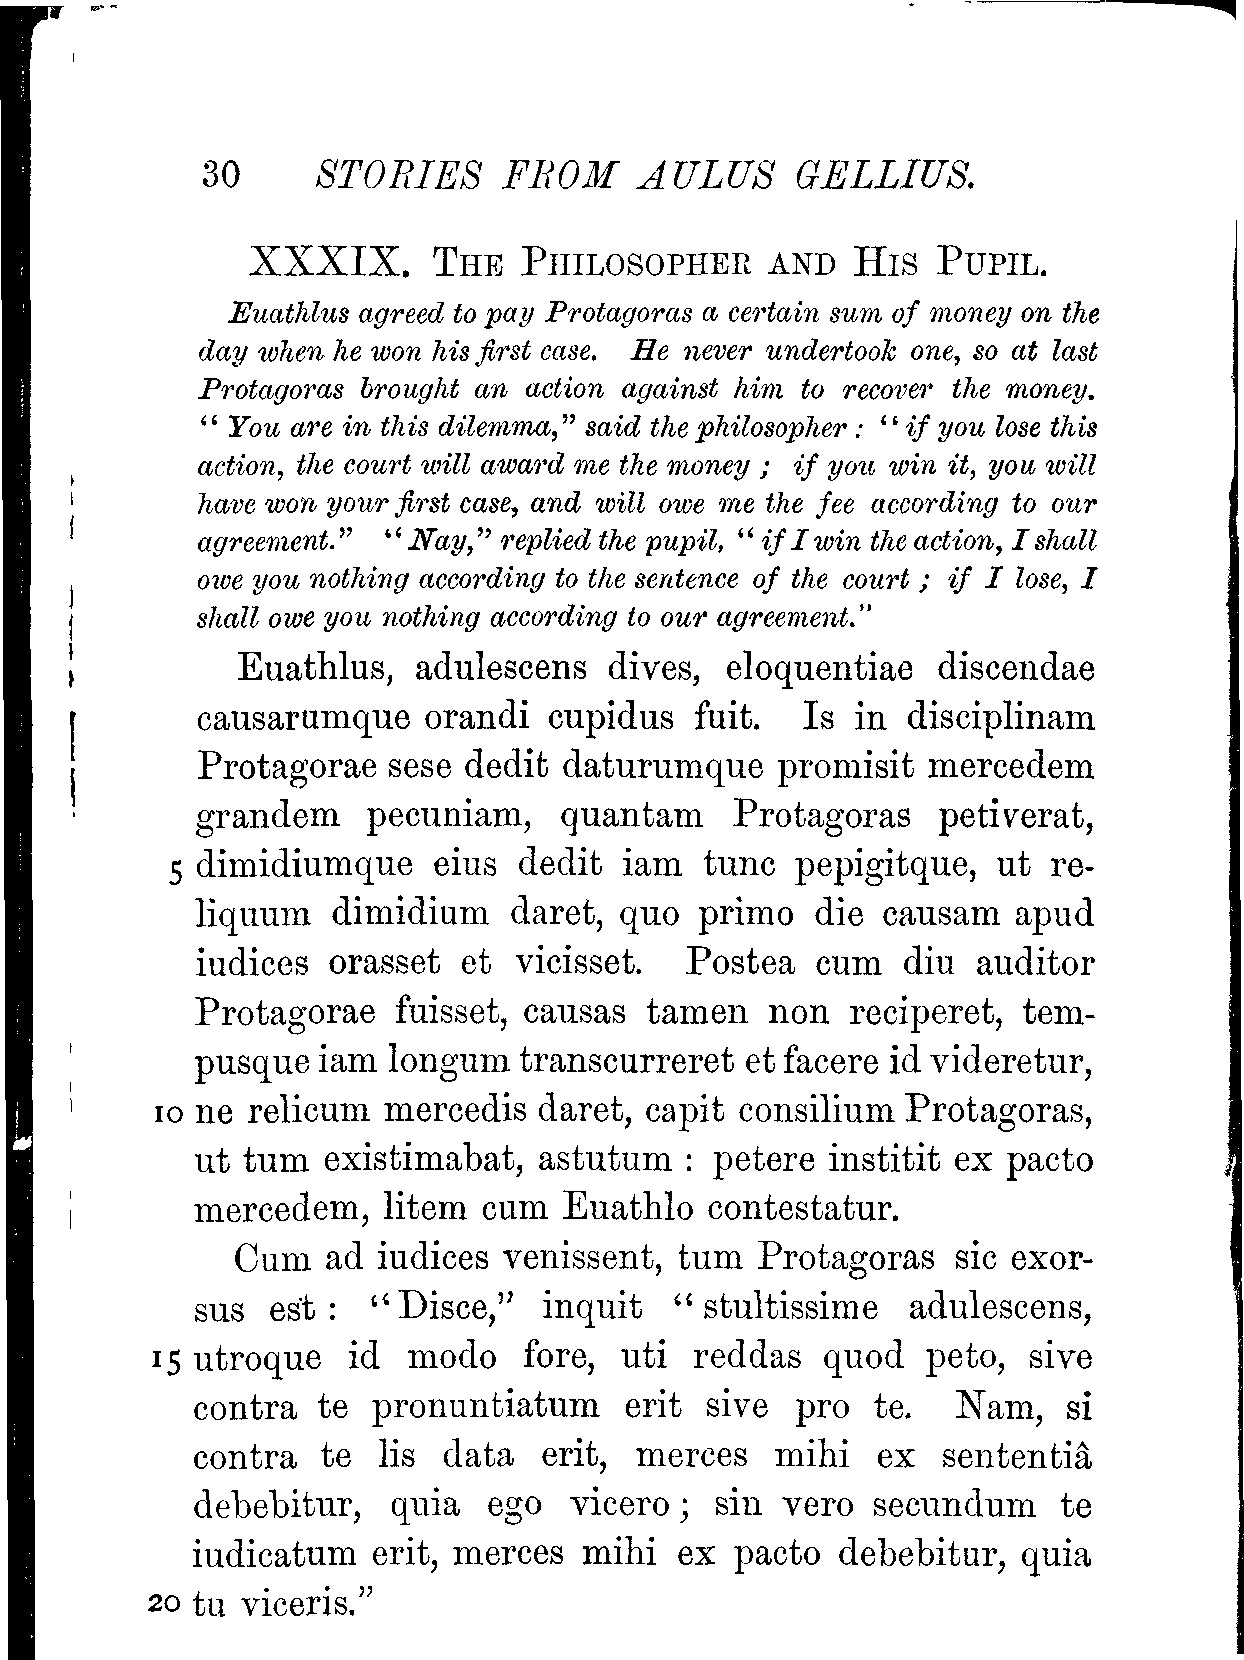 30 STORIES FROM AULUS GELLIUS.
XXXIX. THE PHILOSOPHER AND HIS PUPIL.
Euathlus agreed to pay Protagoras a certain sum of money on the
day when he won his first case. He never undertook one, so at last
Protagoras brought an action against him to recover the money.
“You are in this dilemma,” said the philosopher: “if you lose this
action, the court will award me the money; if you win it, you will
have won your first case, and will owe me the fee according to our
agreement.” “Nay,” replied the pupil, “if I win the action, I shall
owe you nothing according to the sentence of the court; if I lose, I
shall owe you nothing according to our agreement.”
Euathlus, adulescens dives, eloquentiae discendae
causarumque orandi cupidus fuit. Is in disciplinam
Protagorae sese dedit daturumque promisit mercedem
grandem pecuniam, quantam Protagoras petiverat,
5 dimidiumque eius dedit iam tunc pepigitque, ut re-
liquum dimidium daret, quo primo die causam apud
iudices orasset et vicisset. Postea cum diu auditor
Protagorae fuisset, causas tamen non reciperet, tem-
pusque iam longum transcurreret et facere id videretur,
10 ne relicum mercedis daret, capit consilium Protagoras,
ut tum existimabat, astutum: petere institit ex pacto
mercedem, litem cum Euathlo contestatur.
Cum ad iudices venissent, tum Protagoras sic exor-
sus est: “Disce,” inquit “stultissime adulescens,
15 utroque id modo fore, uti reddas quod peto, sive
contra te pronuntiatum erit sive pro te. Nam, si
contra te lis data erit, merces mihi ex sententiâ
debebitur, quia ego vicero; sin vero secundum te
iudicatum erit, merces mihi ex pacto debebitur, quia
20 tu viceris.”